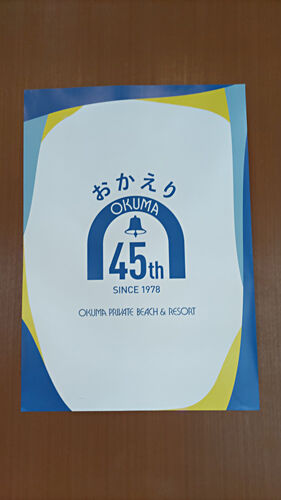 おかえり
OKUMA
45th
SINCE 1978
OKUMA PRIVATE BEACH & RESORT